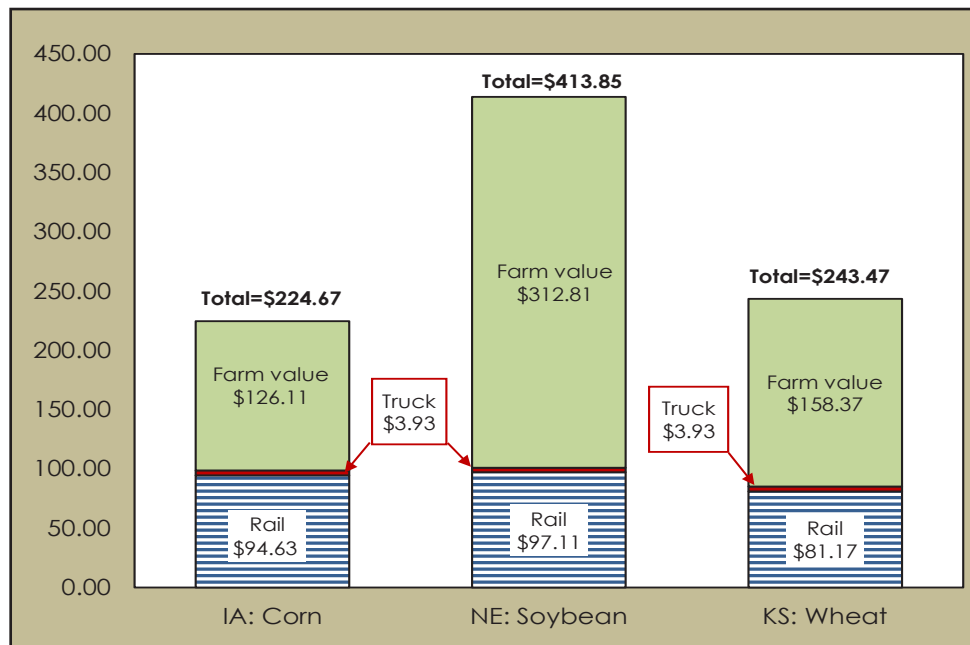 450.00
400.00
350.00
300.00
250.00
200.00
150.00
100.00
50.00
0.00
Total=$224.67
Farm value
$126.11
Rail
$94.63
Truck
$3.93
Total=$413.85
Farm value
$312.81
Rail
$97.11
Truck
$3.93
Total=$243.47
Farm value
$158.37
Rail
$81.17
IA: Corn
NE: Soybean
KS: Wheat